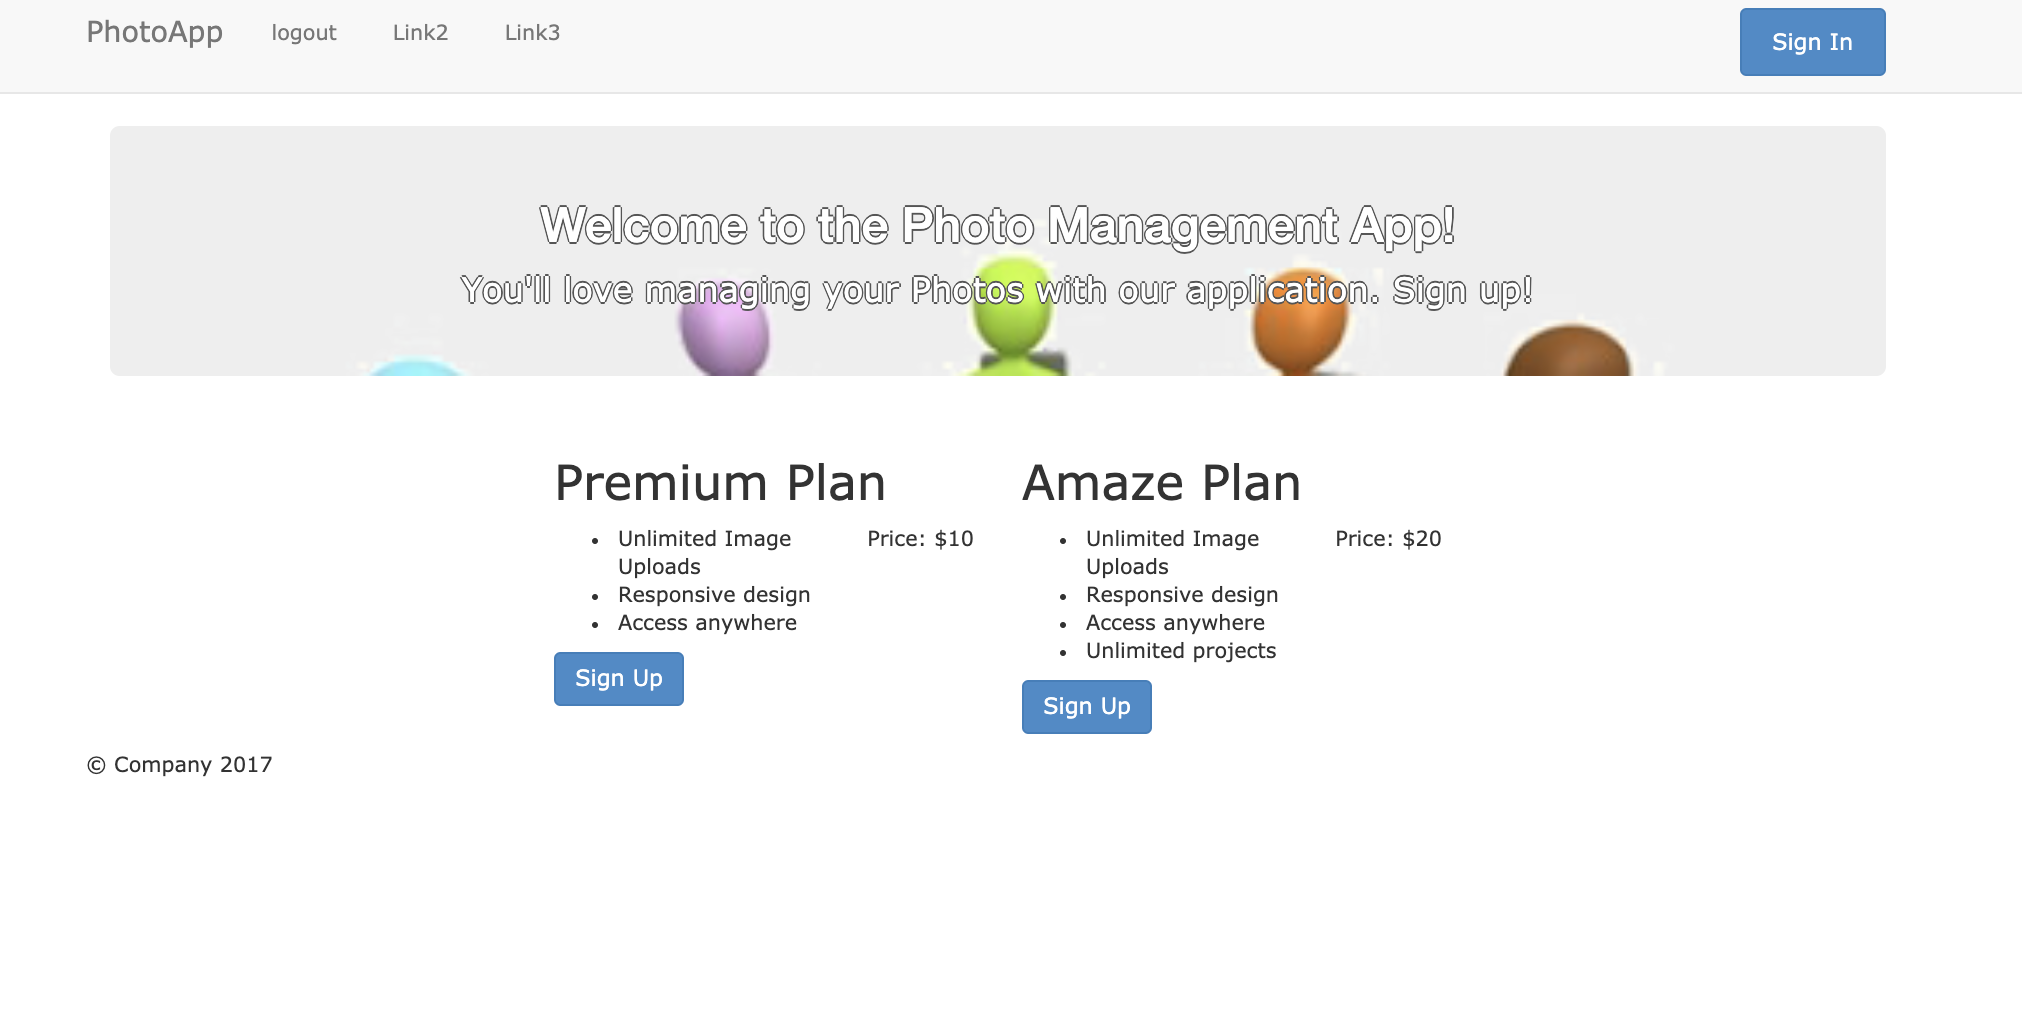 PhotoApp logout Link2 Link3 Sign In
Welcome to the Photo Management App!
You'll love managing your Photos with our application. Sign up!
Premium Plan
Unlimited Image
Uploads
Responsive design
Access anywhere
Price: $10
Sign Up
Amaze Plan
Unlimited Image
Uploads
Responsive design
Access anywhere
Unlimited projects
Price: $20
Sign Up
© Company 2017